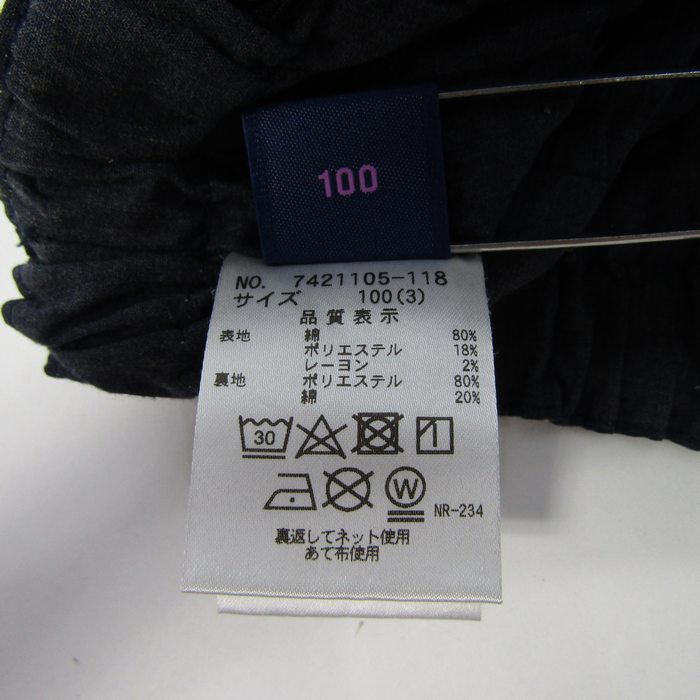 100
NO. 7421105-118
サイズ 100(3)
品質表示
表地 綿 80%
ポリエステル 18%
レーヨン 2%
裏地 ポリエステル 80%
綿 20%
30 1
W NR-234
裏返してネット使用
あて布使用